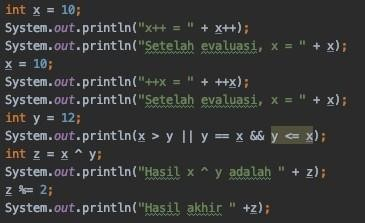 int x = 10;
System.out.println("x++ = " + x++);
System.out.println("Setelah evaluasi, x = " + x);
x = 10;
System.out.println("++x = " + ++x);
System.out.println("Setelah evaluasi, x = " + x);
int y = 12;
System.out.println(x > y || y == x && y <= x);
int z = x ^ y;
System.out.println("Hasil x ^ y adalah " + z);
z %= 2;
System.out.println("Hasil akhir " +z);